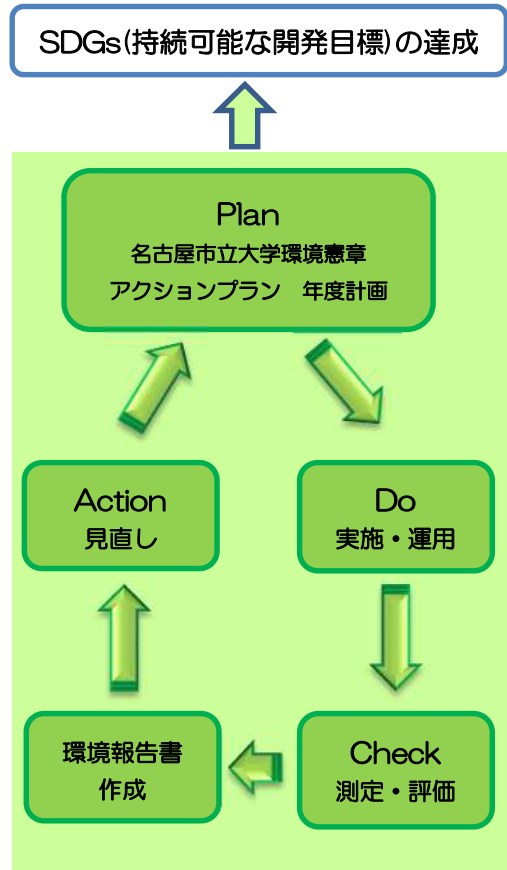 SDGs(持続可能な開発目標)の達成
Plan
名古屋市立大学環境憲章
アクションプラン　年度計画
Action
見直し
Do
実施・運用
環境報告書
作成
Check
測定・評価